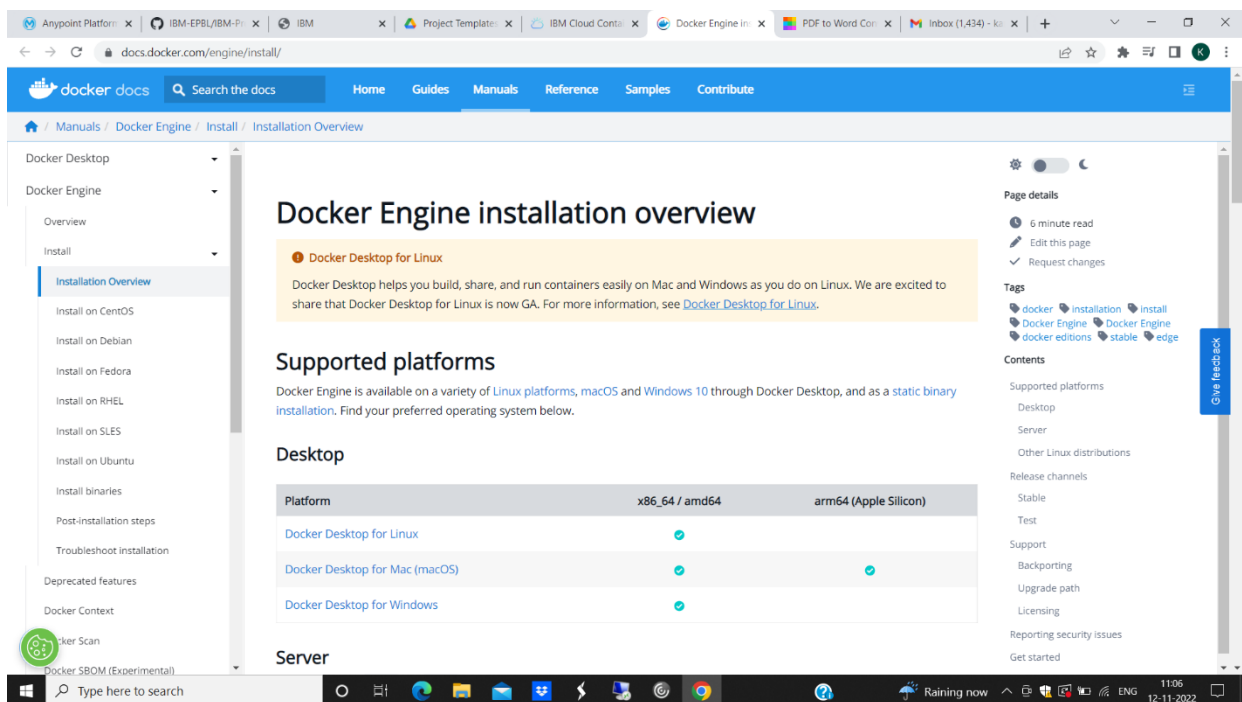 Anypoint Platform
IBM-EPBL/IBM-Pr
IBM
Project Templates
IBM Cloud Conta
Docker Engine ins
PDF to Word Con
Inbox (1,434) - ka
docs.docker.com/engine/install/
K
docker docs
Search the docs
Home
Guides
Manuals
Reference
Samples
Contribute
/ Manuals / Docker Engine / Install / Installation Overview
Docker Desktop
Docker Engine
Overview
Install
Installation Overview
Install on CentOS
Install on Debian
Install on Fedora
Install on RHEL
Install on SLES
Install on Ubuntu
Install binaries
Post-installation steps
Troubleshoot installation
Deprecated features
Docker Context
cker Scan
Docker SBOM (Experimental)
Docker Engine installation overview
Docker Desktop for Linux
Docker Desktop helps you build, share, and run containers easily on Mac and Windows as you do on Linux. We are excited to
share that Docker Desktop for Linux is now GA. For more information, see Docker Desktop for Linux.
Supported platforms
Docker Engine is available on a variety of Linux platforms, macOS and Windows 10 through Docker Desktop, and as a static binary
installation. Find your preferred operating system below.
Desktop
Platform x86_64 / amd64 arm64 (Apple Silicon)
Docker Desktop for Linux
Docker Desktop for Mac (macOS)
Docker Desktop for Windows
Server
Page details
6 minute read
Edit this page
Request changes
Tags
docker installation install
Docker Engine Docker Engine
docker editions stable edge
Contents
Supported platforms
Desktop
Server
Other Linux distributions
Release channels
Stable
Test
Support
Backporting
Upgrade path
Licensing
Reporting security issues
Get started
Give feedback
Type here to search
Raining now
ENG
11:06
12-11-2022